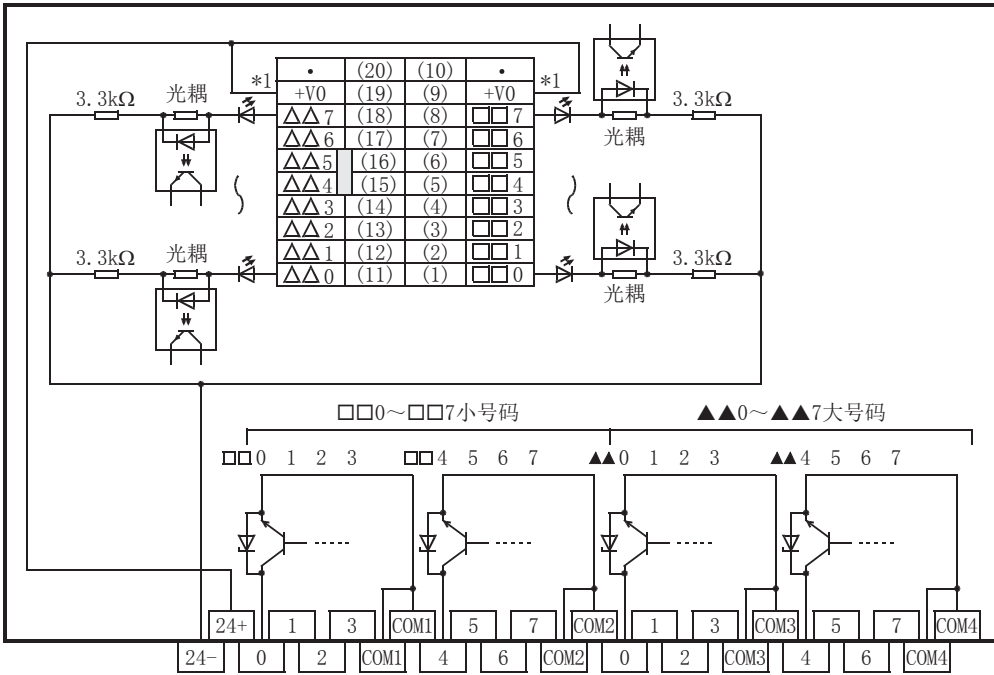 • (20) (10) •
*1 +V0 (19) (9) +V0 *1
3.3kΩ 光耦 △△7 (18) (8) □□7 光耦 3.3kΩ
△△6 (17) (7) □□6
△△5 (16) (6) □□5
△△4 (15) (5) □□4
△△3 (14) (4) □□3
△△2 (13) (3) □□2
△△1 (12) (2) □□1
3.3kΩ 光耦 △△0 (11) (1) □□0 光耦 3.3kΩ
□□0～□□7小号码 ▲▲0～▲▲7大号码
□□0 1 2 3 □□4 5 6 7 ▲▲0 1 2 3 ▲▲4 5 6 7
24+ 1 3 COM1 5 7 COM2 1 3 COM3 5 7 COM4
24- 0 2 COM1 4 6 COM2 0 2 COM3 4 6 COM4